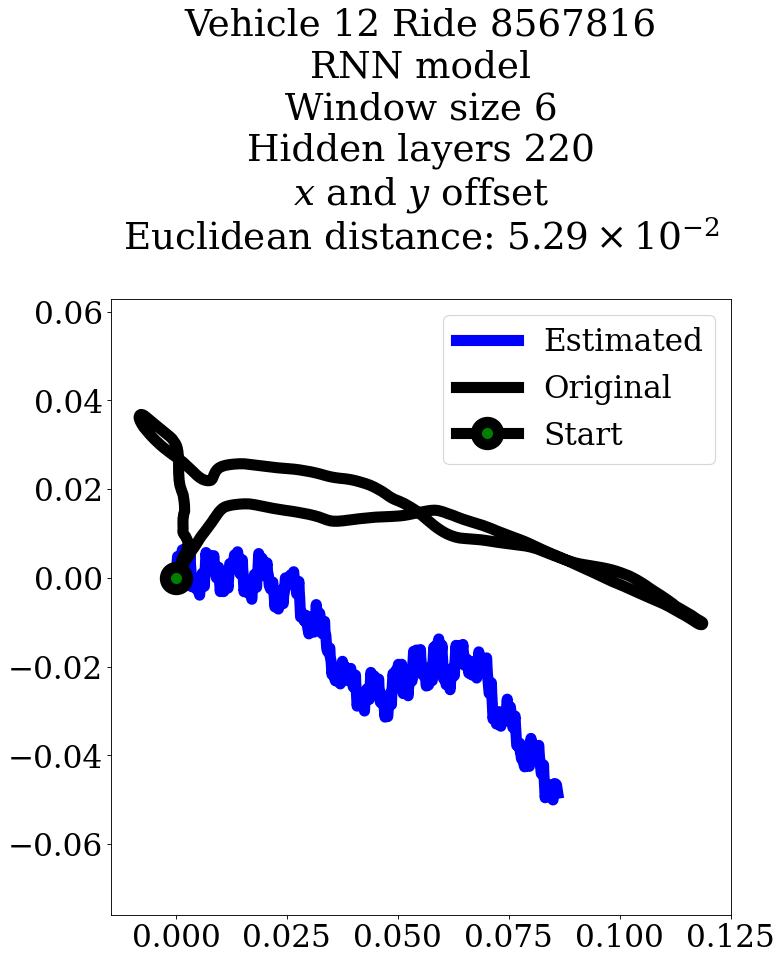 Vehicle 12 Ride 8567816
RNN model
Window size 6
Hidden layers 220
x and y offset
Euclidean distance: 5.29 × 10⁻²
0.06
0.04
0.02
0.00
−0.02
−0.04
−0.06
Estimated
Original
Start
0.000 0.025 0.050 0.075 0.100 0.125